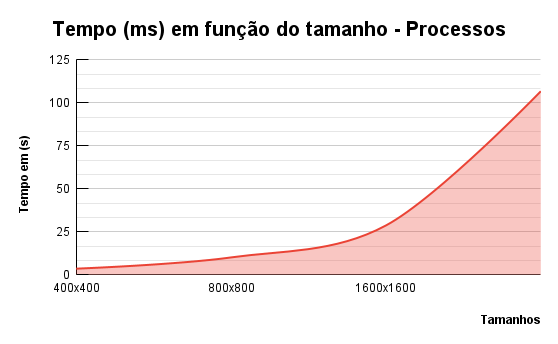 Tempo (ms) em função do tamanho - Processos
125
100
75
50
25
0
Tempo em (s)
400x400 800x800 1600x1600
Tamanhos